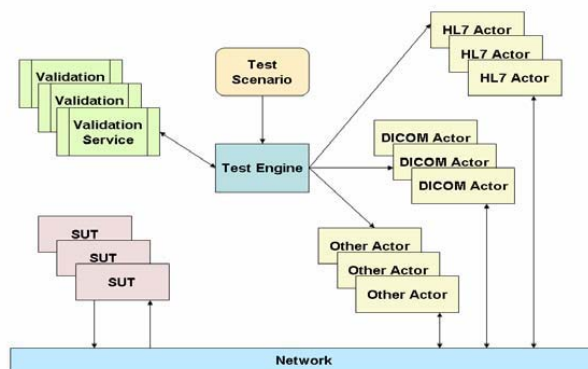 HL7 Actor
HL7 Actor
HL7 Actor
Test
Scenario
Validation
Validation
Validation
Service
Test Engine
DICOM Actor
DICOM Actor
DICOM Actor
SUT
SUT
SUT
Other Actor
Other Actor
Other Actor
Network